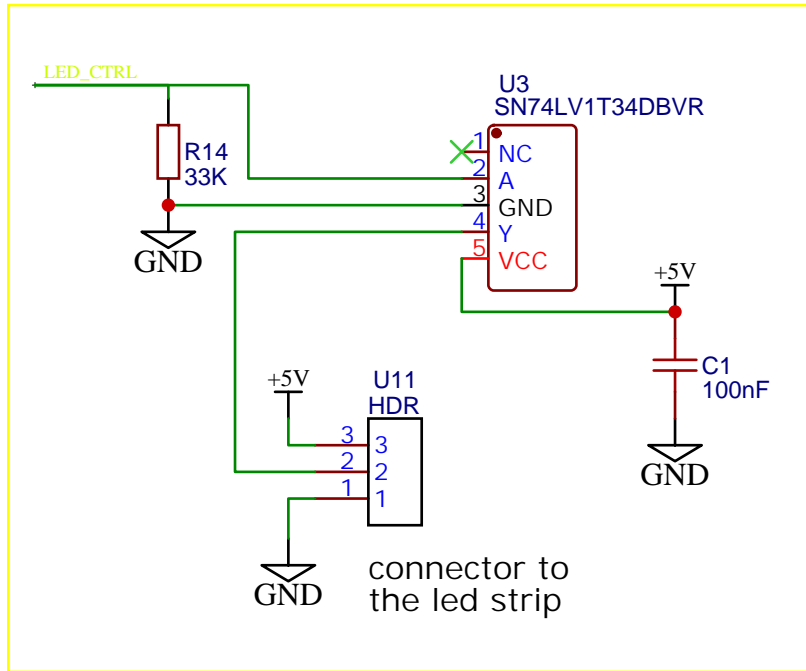 LED_CTRL
U3
SN74LV1T34DBVR
R14
33K
1 NC
2 A
3 GND
4 Y
5 VCC
GND
+5V
C1
100nF
GND
+5V
U11
HDR
3 3
2 2
1 1
GND
connector to
the led strip